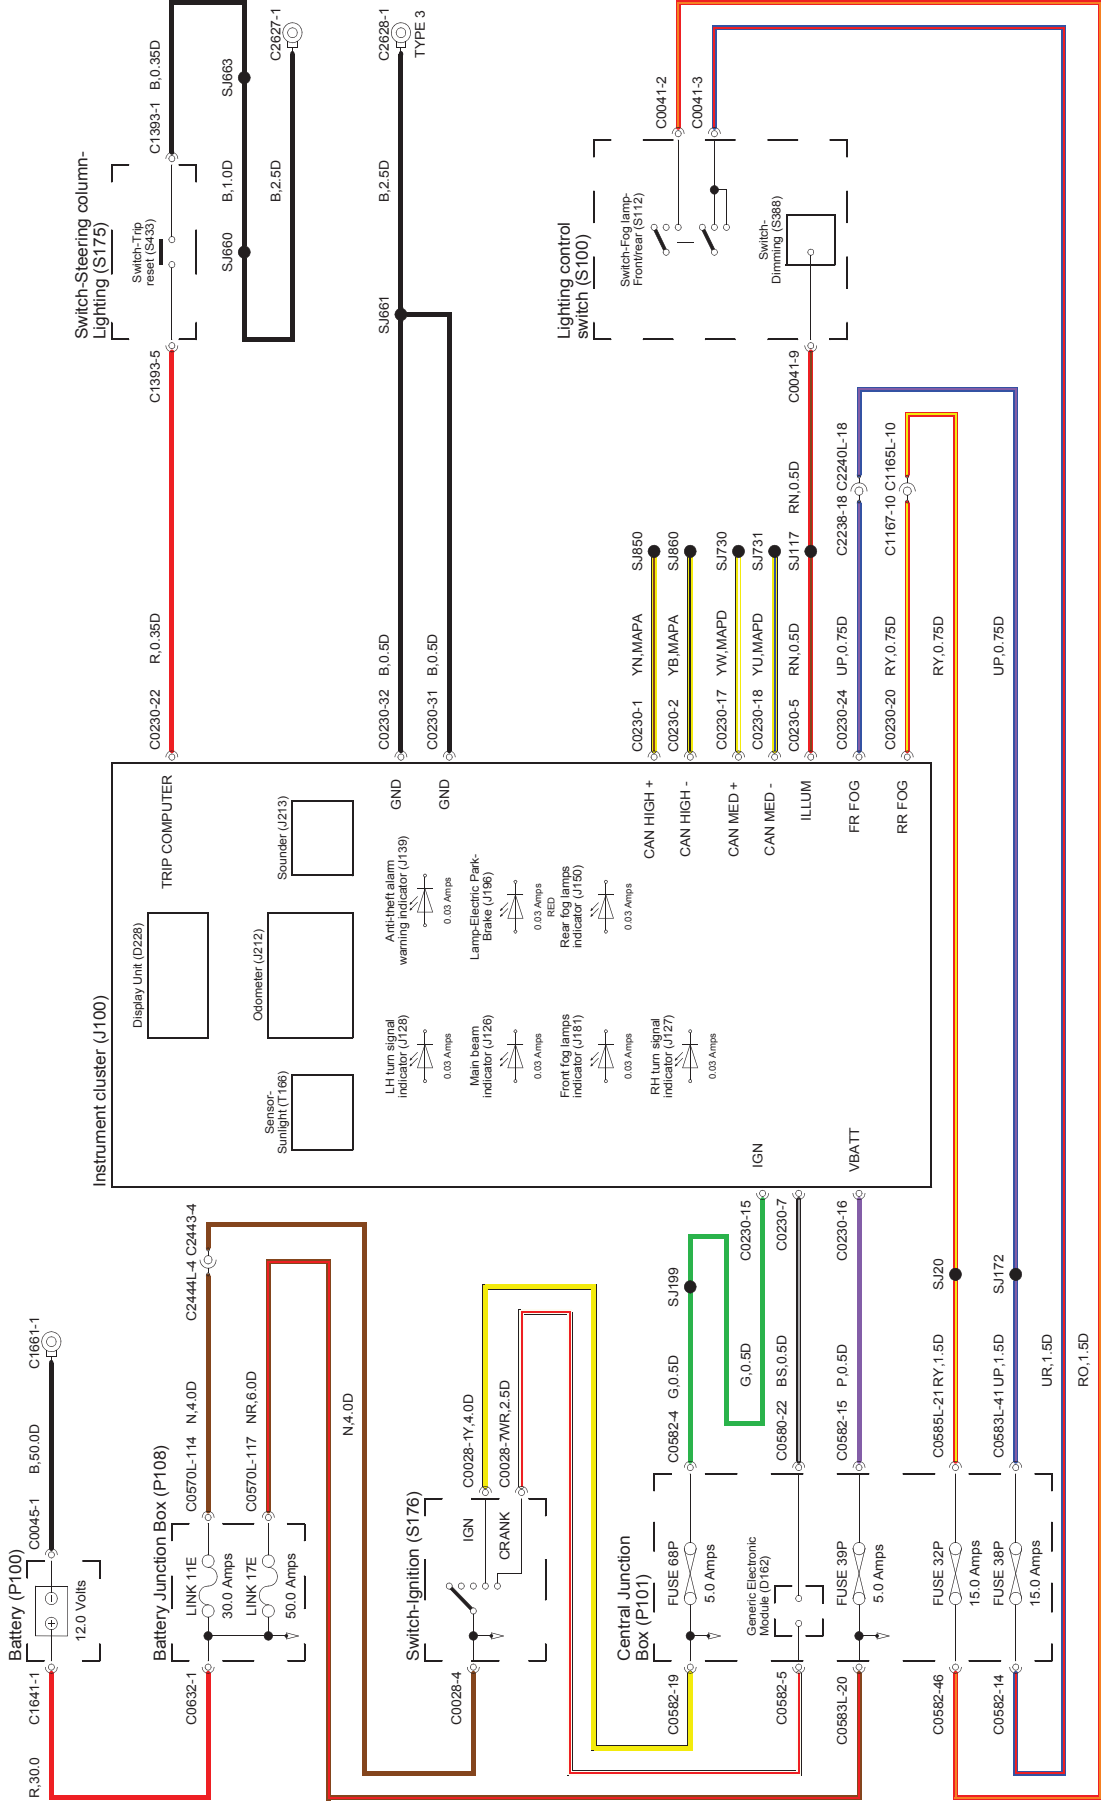 Battery (P100)
12.0 Volts
C1641-1
R,30.0
C0045-1
B,50.0D
C1661-1
Battery Junction Box (P108)
C0632-1
LINK 11E
30.0 Amps
LINK 17E
50.0 Amps
C0570L-114
N,4.0D
C2444L-4
C2443-4
C0570L-117
NR,6.0D
N,4.0D
Switch-Ignition (S176)
C0028-4
IGN
CRANK
C0028-1
Y,4.0D
C0028-7
WR,2.5D
Central Junction
Box (P101)
C0582-19
FUSE 68P
5.0 Amps
C0582-4
G,0.5D
SJ199
G,0.5D
C0230-15
C0582-5
Generic Electronic
Module (D162)
C0580-22
BS,0.5D
C0230-7
C0583L-20
FUSE 39P
5.0 Amps
C0582-15
P,0.5D
C0230-16
C0582-46
FUSE 32P
15.0 Amps
C0585L-21
RY,1.5D
SJ20
C0582-14
FUSE 38P
15.0 Amps
C0583L-41
UP,1.5D
SJ172
UR,1.5D
RO,1.5D
Instrument cluster (J100)
Display Unit (D228)
Sensor-
Sunlight (T166)
Odometer (J212)
Sounder (J213)
LH turn signal
indicator (J128)
0.03 Amps
Anti-theft alarm
warning indicator (J139)
0.03 Amps
Main beam
indicator (J126)
0.03 Amps
Lamp-Electric Park-
Brake (J196)
0.03 Amps
RED
Front fog lamps
indicator (J181)
0.03 Amps
Rear fog lamps
indicator (J150)
0.03 Amps
RH turn signal
indicator (J127)
0.03 Amps
IGN
VBATT
TRIP COMPUTER
GND
GND
CAN HIGH +
CAN HIGH -
CAN MED +
CAN MED -
ILLUM
FR FOG
RR FOG
C0230-22
R,0.35D
C1393-5
Switch-Steering column-
Lighting (S175)
Switch-Trip
reset (S433)
C1393-1
B,0.35D
SJ660
B,1.0D
SJ663
B,2.5D
C2627-1
C0230-32
B,0.5D
C0230-31
B,0.5D
SJ661
B,2.5D
C2628-1
TYPE 3
C0230-1
YN,MAPA
SJ850
C0230-2
YB,MAPA
SJ860
C0230-17
YW,MAPD
SJ730
C0230-18
YU,MAPD
SJ731
C0230-5
RN,0.5D
SJ117
RN,0.5D
C0041-9
C0230-24
UP,0.75D
C2238-18
C2240L-18
C0230-20
RY,0.75D
C1167-10
C1165L-10
RY,0.75D
UP,0.75D
Lighting control
switch (S100)
Switch-Fog lamp-
Front/rear (S112)
Switch-
Dimming (S388)
C0041-2
C0041-3